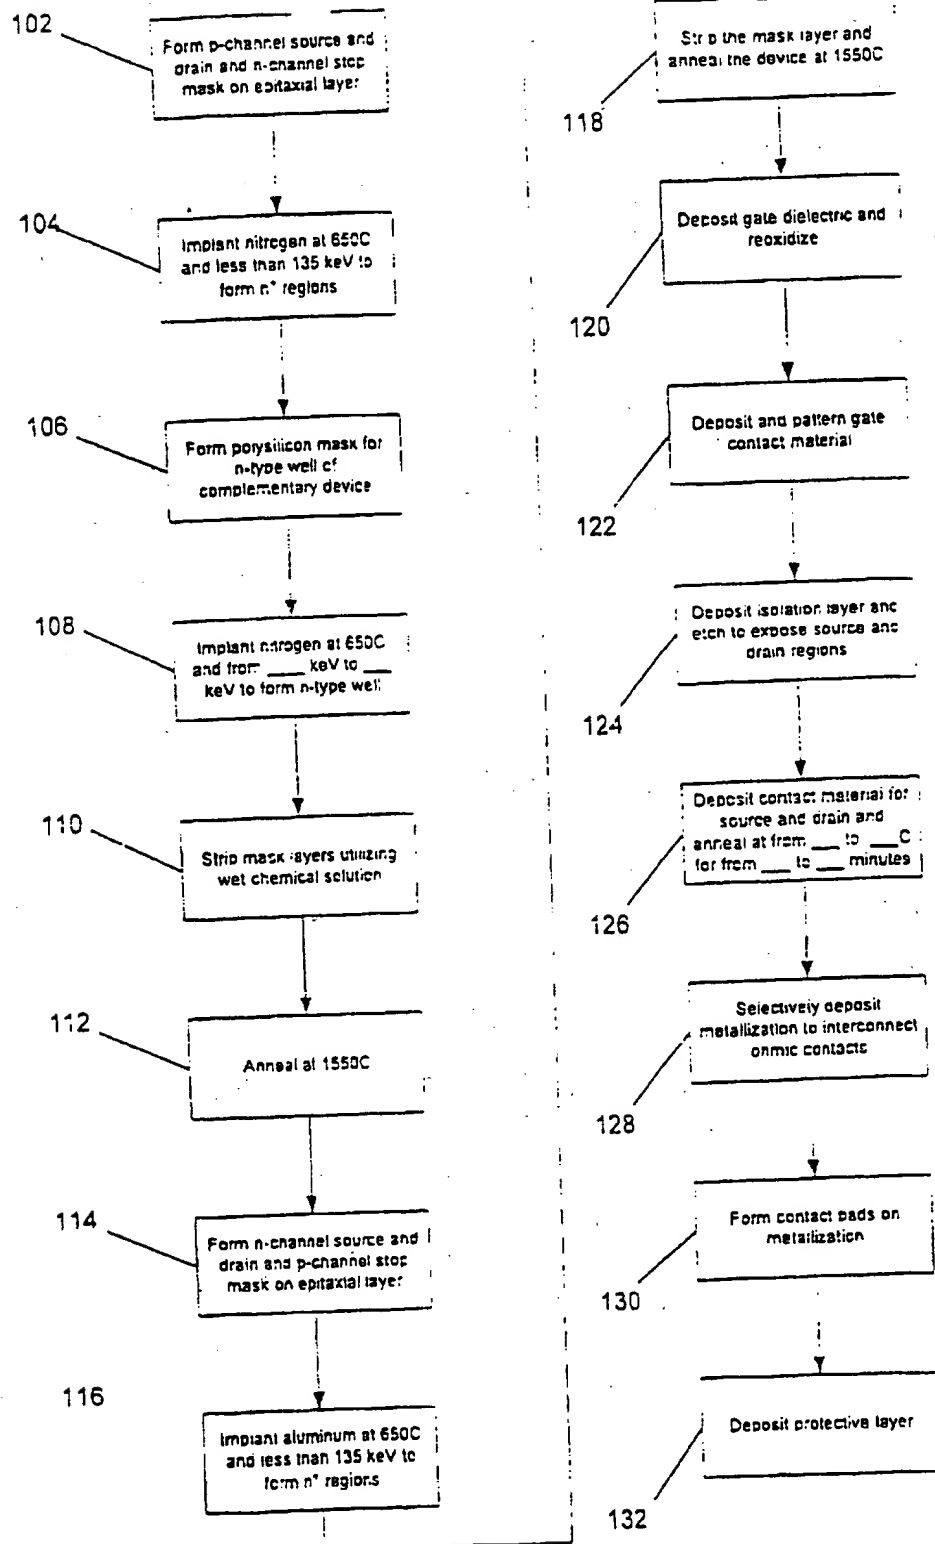 102
Form p-channel source and
drain and n-channel stop
mask on epitaxial layer
104
Implant nitrogen at 650C
and less than 135 keV to
form n+ regions
106
Form polysilicon mask for
n-type well of
complementary device
108
Implant nitrogen at 650C
and from ____ keV to ___
keV to form n-type well
110
Strip mask layers utilizing
wet chemical solution
112
Anneal at 1550C
114
Form n-channel source and
drain and p-channel stop
mask on epitaxial layer
116
Implant aluminum at 650C
and less than 135 keV to
form n+ regions
Strip the mask layer and
anneal the device at 1550C
118
Deposit gate dielectric and
reoxidize
120
Deposit and pattern gate
contact material
122
Deposit isolation layer and
etch to expose source and
drain regions
124
Deposit contact material for
source and drain and
anneal at from ___ to ____C
for from ___ to ___ minutes
126
Selectively deposit
metallization to interconnect
ohmic contacts
128
Form contact pads on
metallization
130
Deposit protective layer
132